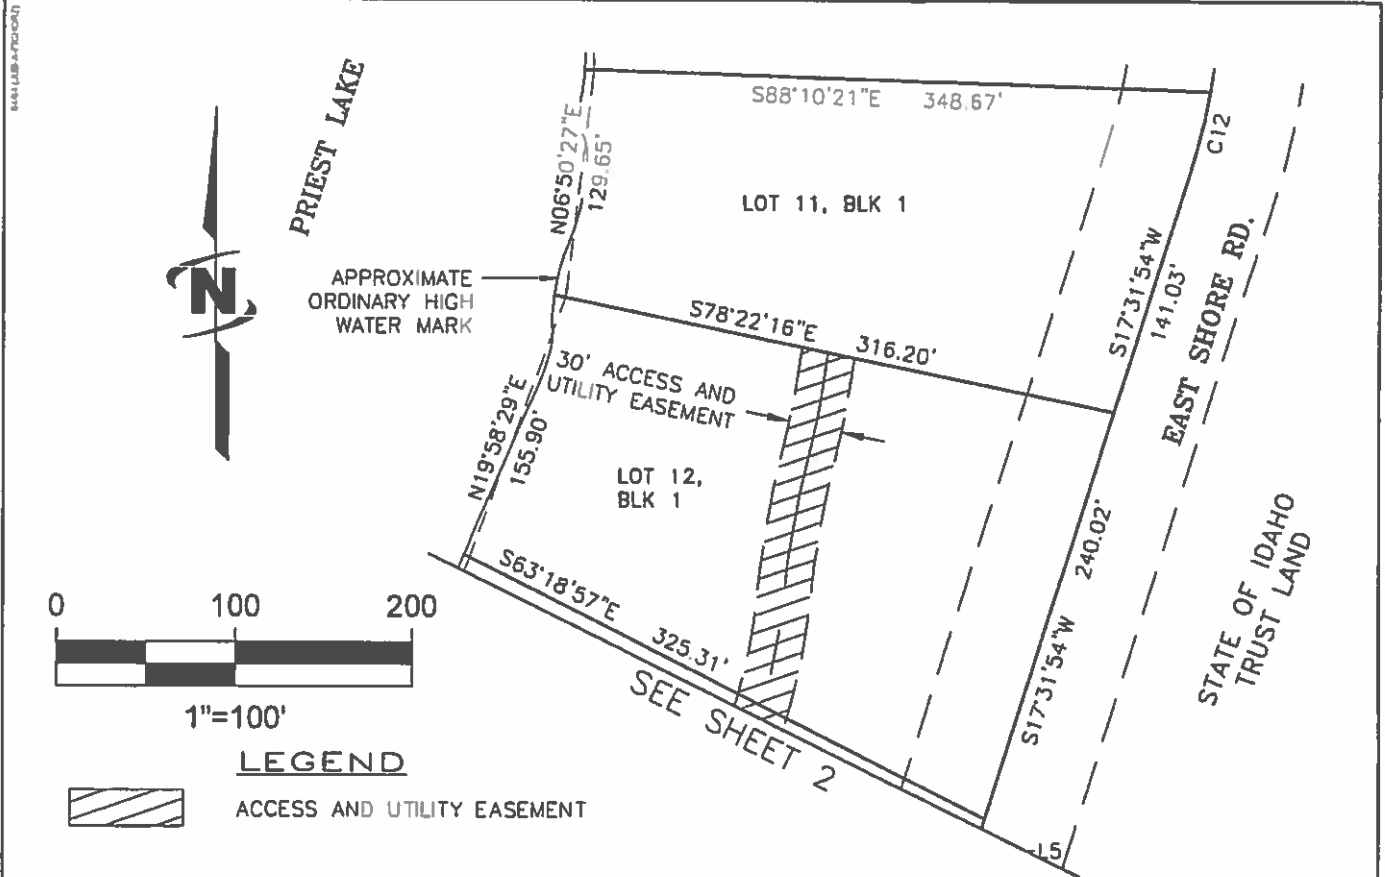 PRIEST LAKE
N
S88°10'21"E 348.67'
C12
N06°50'27"E
129.65'
LOT 11, BLK 1
APPROXIMATE
ORDINARY HIGH
WATER MARK
S17°31'54"W
141.03'
EAST SHORE RD.
S78°22'16"E 316.20'
30' ACCESS AND
UTILITY EASEMENT
N19°58'29"E
155.90'
LOT 12,
BLK 1
S17°31'54"W 240.02'
STATE OF IDAHO
TRUST LAND
S63°18'57"E 325.31'
SEE SHEET 2
L5
0 100 200
1"=100'
LEGEND
ACCESS AND UTILITY EASEMENT